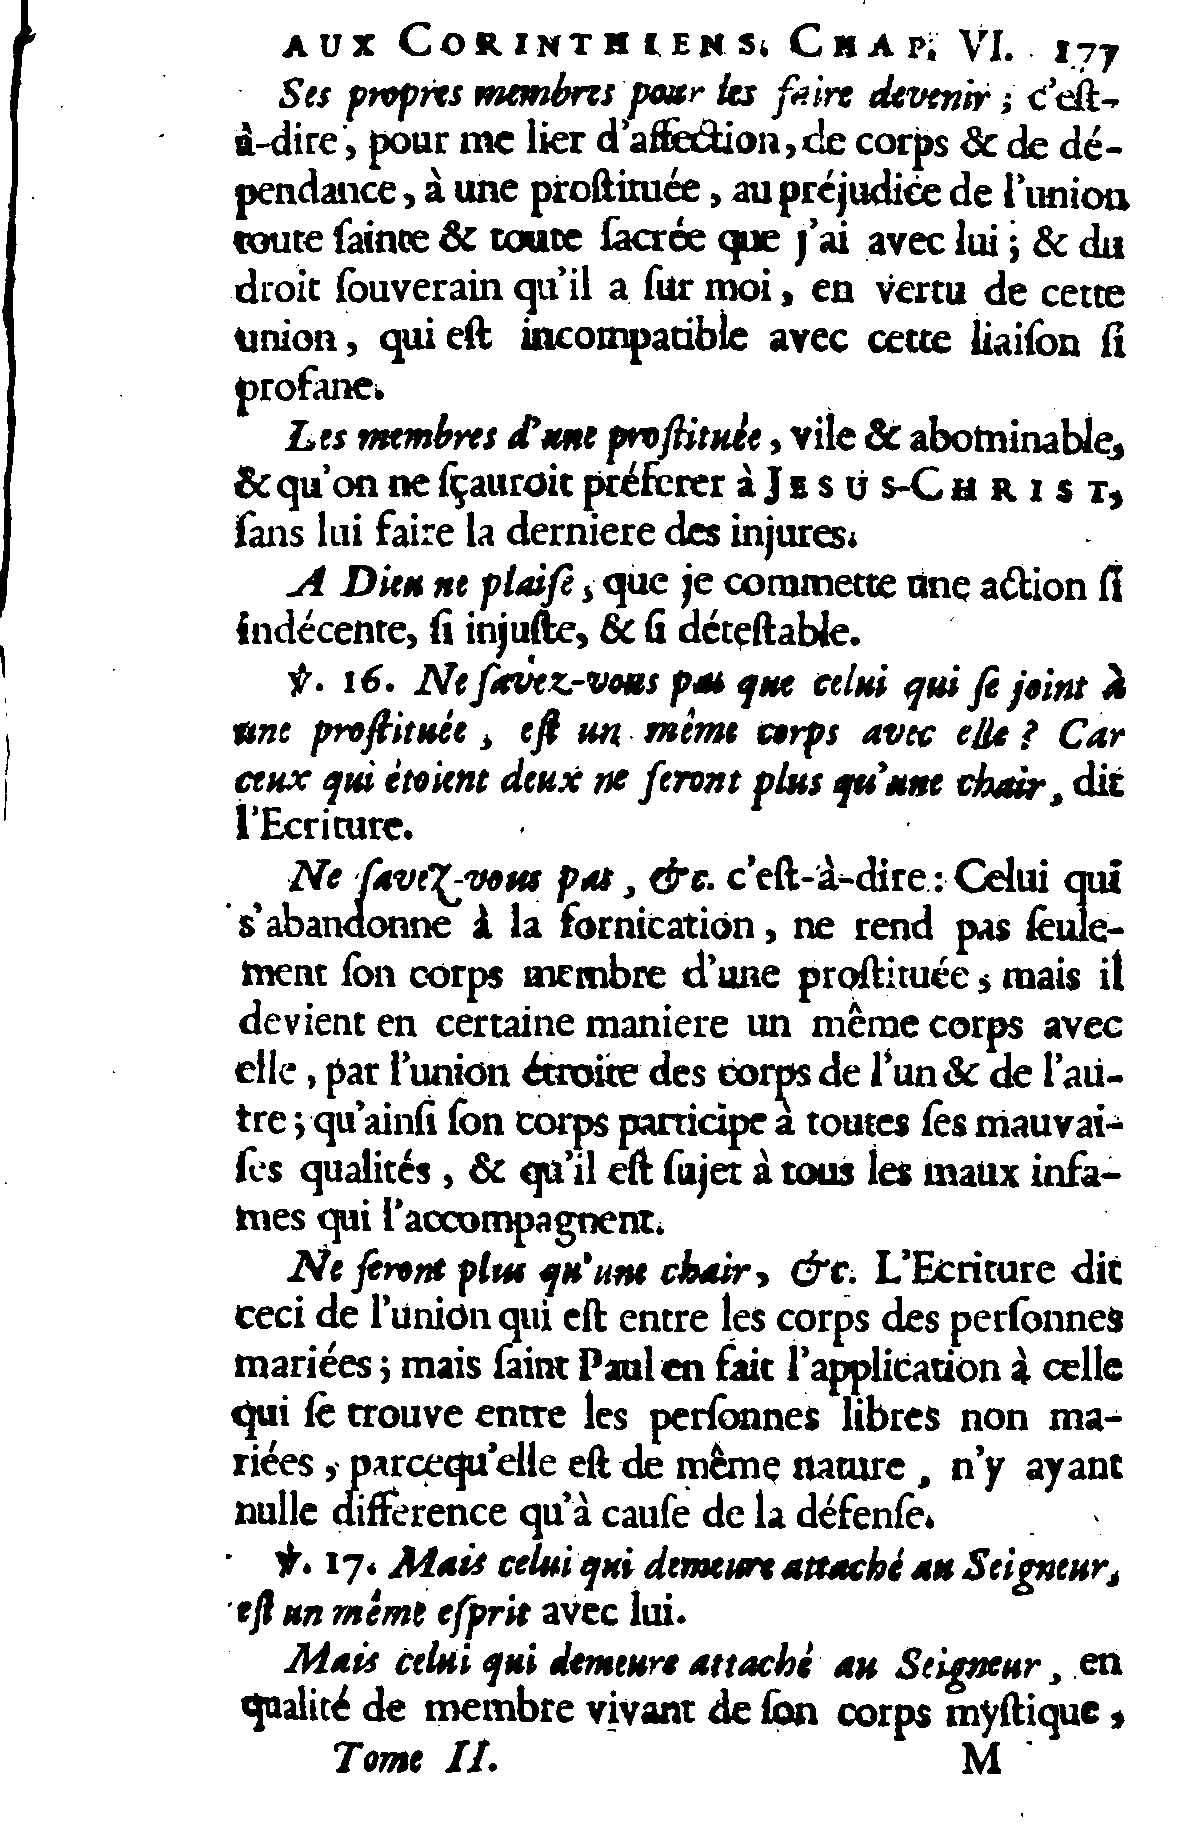 AUX CORINTHIENS. CHAP. VI. 177
Ses propres membres pour les faire devenir ; c'eſt-
à-dire, pour me lier d'affection, de corps & de dé-
pendance, à une proſtituée, au préjudice de l'union
toute ſainte & toute ſacrée que j'ai avec lui ; & du
droit ſouverain qu'il a ſur moi, en vertu de cette
union, qui eſt incompatible avec cette liaiſon ſi
profane.
Les membres d'une proſtituée, vile & abominable,
& qu'on ne ſçauroit préferer à JESUS-CHRIST,
ſans lui faire la derniere des injures.
A Dieu ne plaiſe, que je commette une action ſi
indécente, ſi injuſte, & ſi déteſtable.
℣. 16. Ne ſavez-vous pas que celui qui ſe joint à
une proſtituée, eſt un même corps avec elle ? Car
ceux qui étoient deux ne ſeront plus qu'une chair, dit
l'Ecriture.
Ne ſavez-vous pas, &c. c'eſt-à-dire : Celui qui
s'abandonne à la fornication, ne rend pas ſeule-
ment ſon corps membre d'une proſtituée, mais il
devient en certaine maniere un même corps avec
elle, par l'union étroite des corps de l'un & de l'au-
tre ; qu'ainſi ſon corps participe à toutes ſes mauvai-
ſes qualités, & qu'il eſt ſujet à tous les maux infa-
mes qui l'accompagnent.
Ne ſeront plus qu'une chair, &c. L'Ecriture dit
ceci de l'union qui eſt entre les corps des perſonnes
mariées ; mais ſaint Paul en fait l'application à celle
qui ſe trouve entre les perſonnes libres non ma-
riées, parcequ'elle eſt de même nature, n'y ayant
nulle difference qu'à cauſe de la défenſe.
℣. 17. Mais celui qui demeure attaché au Seigneur,
eſt un même eſprit avec lui.
Mais celui qui demeure attaché au Seigneur, en
qualité de membre vivant de ſon corps myſtique,
Tome II. M